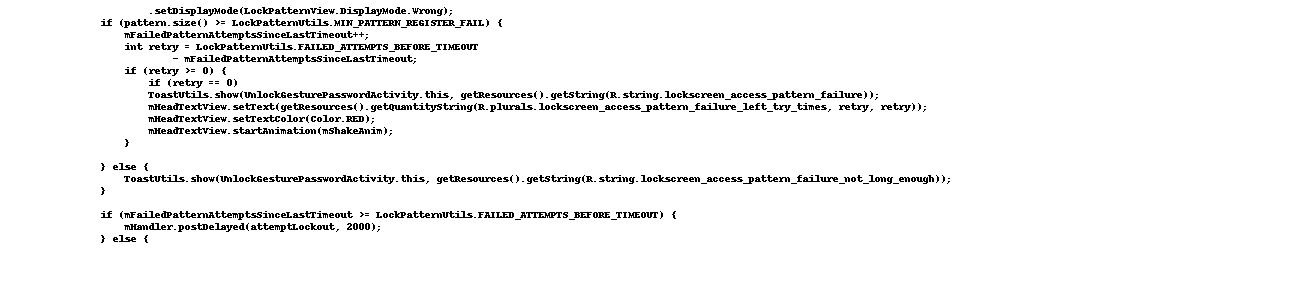 .setDisplayMode(LockPatternView.DisplayMode.Wrong);
if (pattern.size() >= LockPatternUtils.MIN_PATTERN_REGISTER_FAIL) {
mFailedPatternAttemptsSinceLastTimeout++;
int retry = LockPatternUtils.FAILED_ATTEMPTS_BEFORE_TIMEOUT
- mFailedPatternAttemptsSinceLastTimeout;
if (retry >= 0) {
if (retry == 0)
ToastUtils.show(UnlockGesturePasswordActivity.this, getResources().getString(R.string.lockscreen_access_pattern_failure));
mHeadTextView.setText(getResources().getQuantityString(R.plurals.lockscreen_access_pattern_failure_left_try_times, retry, retry));
mHeadTextView.setTextColor(Color.RED);
mHeadTextView.startAnimation(mShakeAnim);
}
} else {
ToastUtils.show(UnlockGesturePasswordActivity.this, getResources().getString(R.string.lockscreen_access_pattern_failure_not_long_enough));
}
if (mFailedPatternAttemptsSinceLastTimeout >= LockPatternUtils.FAILED_ATTEMPTS_BEFORE_TIMEOUT) {
mHandler.postDelayed(attemptLockout, 2000);
} else {